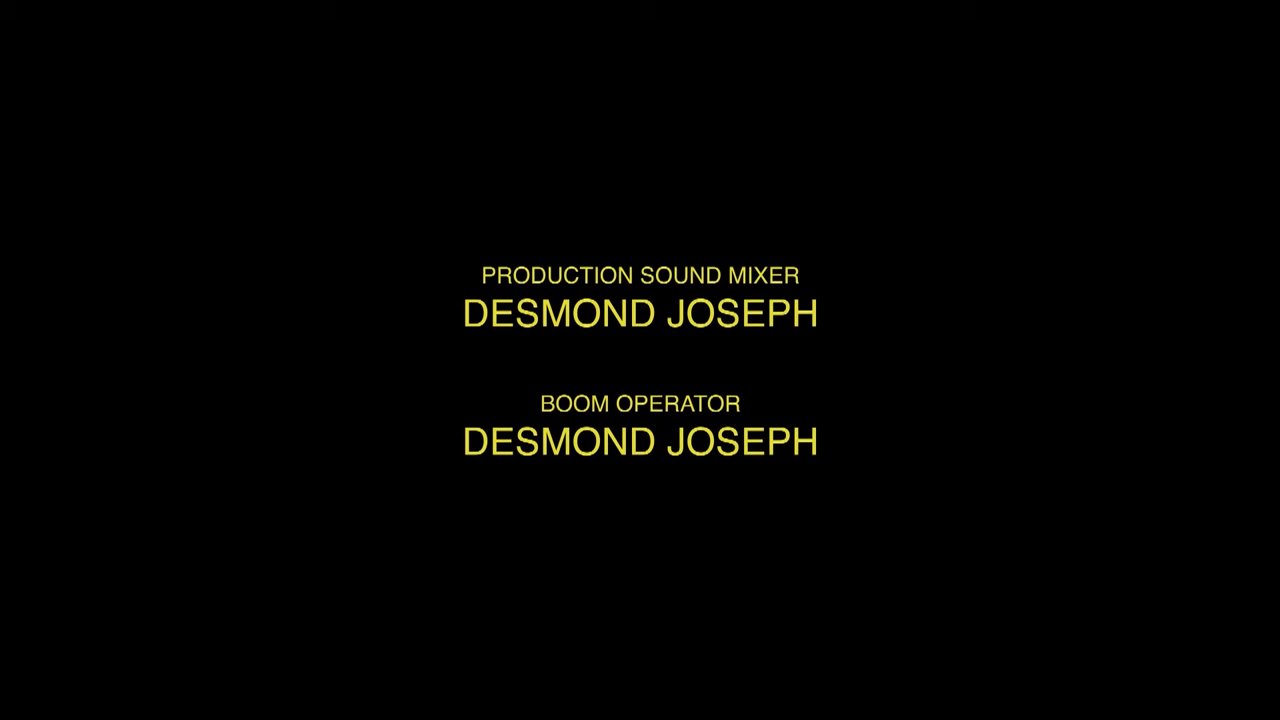 PRODUCTION SOUND MIXER
DESMOND JOSEPH
BOOM OPERATOR
DESMOND JOSEPH